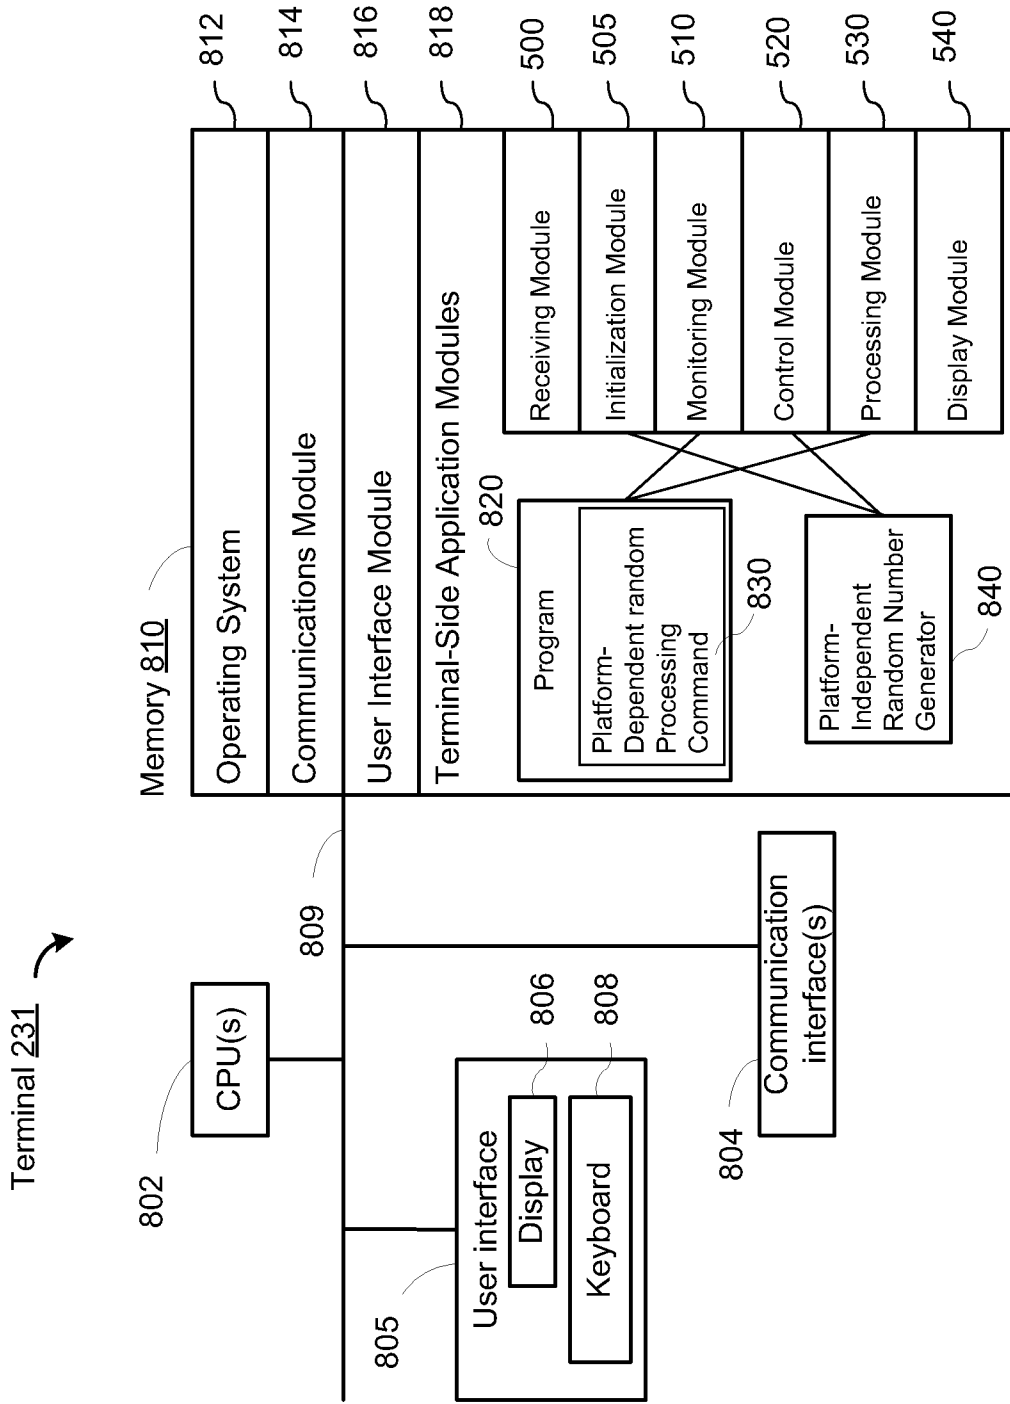 Terminal 231
802
CPU(s)
809
805
User interface
Display
806
Keyboard
808
804
Communication
interface(s)
Memory 810
Operating System
812
Communications Module
814
User Interface Module
816
Terminal-Side Application Modules
818
820
Program
Platform-
Dependent random
Processing
Command
830
Platform-
Independent
Random Number
Generator
840
Receiving Module
500
Initialization Module
505
Monitoring Module
510
Control Module
520
Processing Module
530
Display Module
540